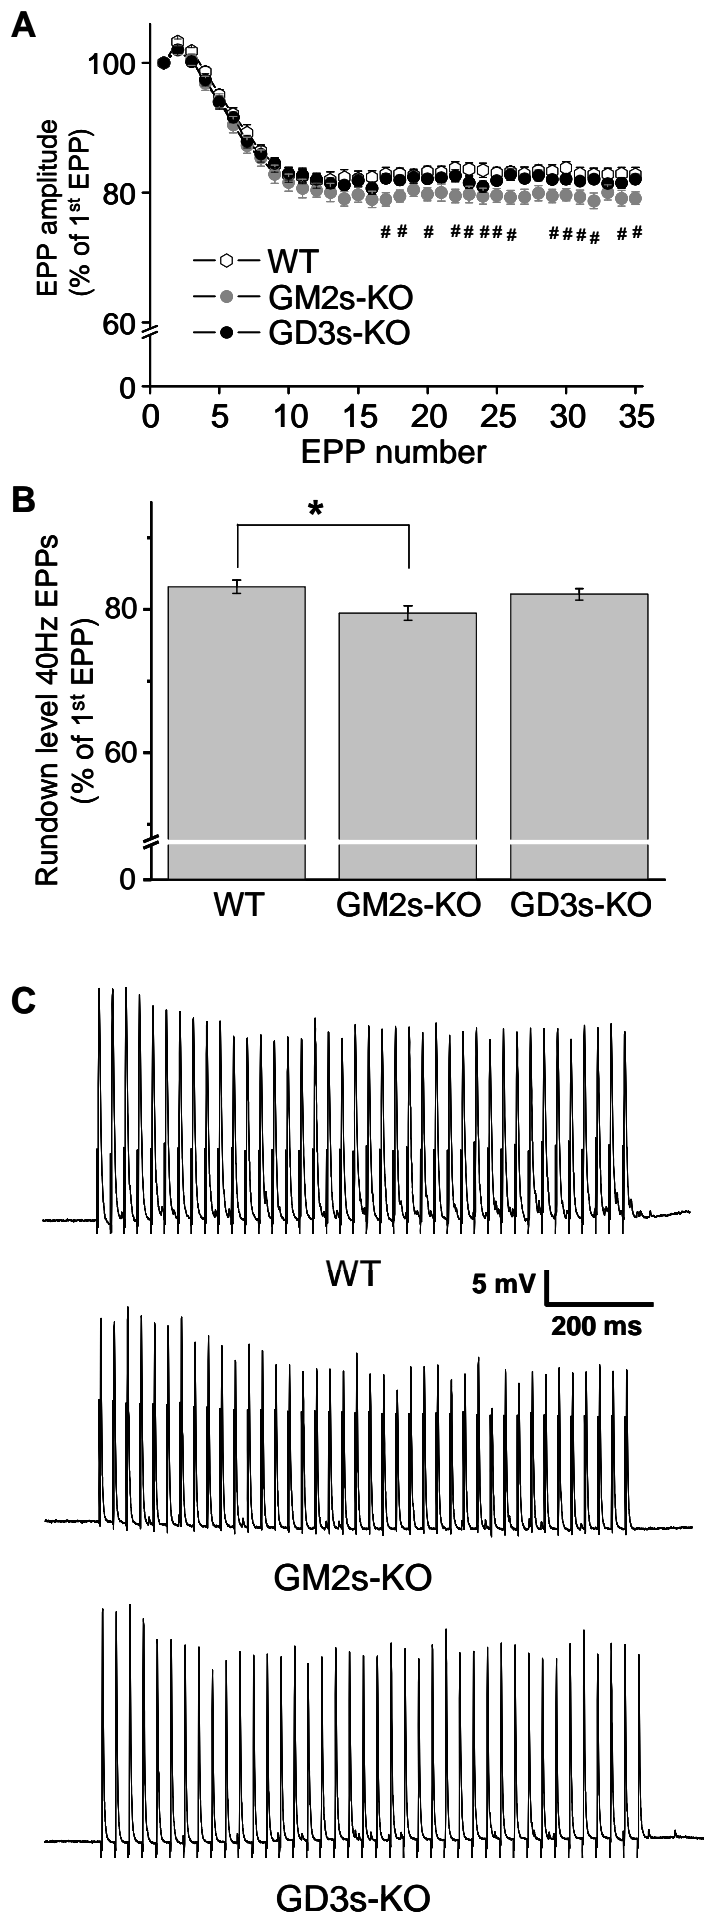 A
EPP amplitude
(% of 1st EPP)
100
80
60
0
# # # # # # # # # # # # # #
WT
GM2s-KO
GD3s-KO
0 5 10 15 20 25 30 35
EPP number
B
*
Rundown level 40Hz EPPs
(% of 1st EPP)
80
60
0
WT GM2s-KO GD3s-KO
C
WT
5 mV
200 ms
GM2s-KO
GD3s-KO